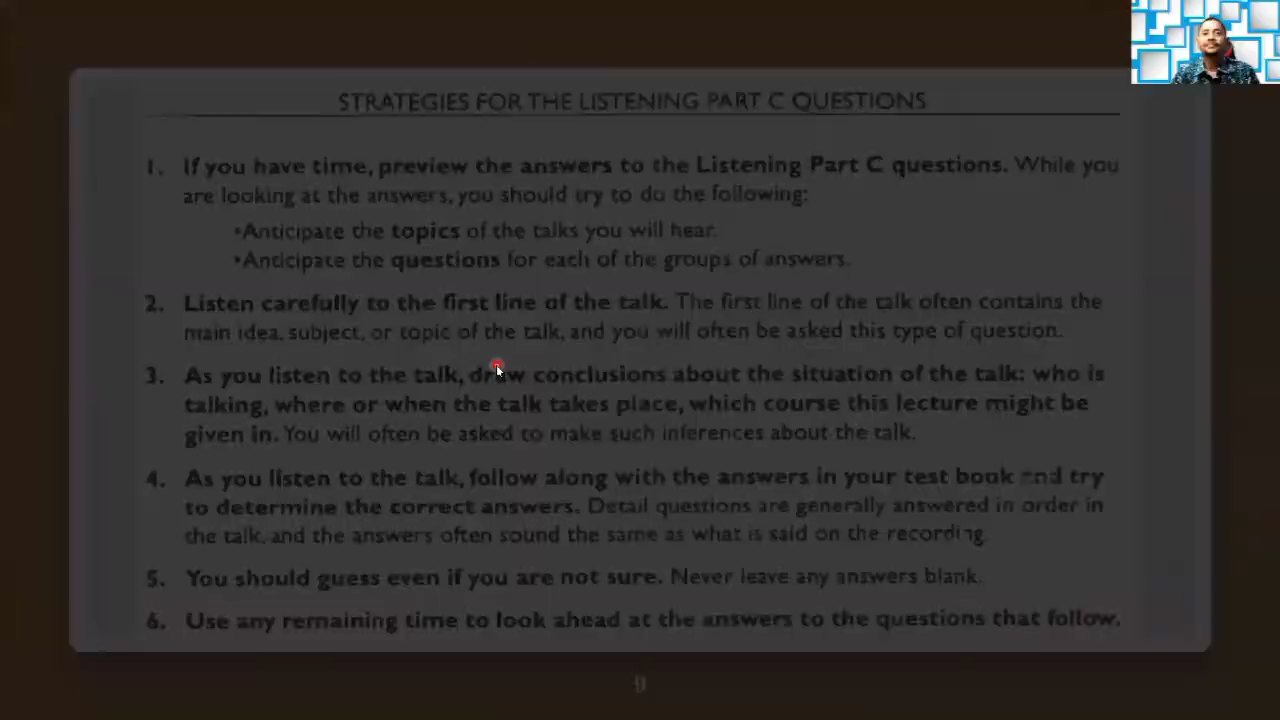 STRATEGIES FOR THE LISTENING PART C QUESTIONS
1. If you have time, preview the answers to the Listening Part C questions. While you
are looking at the answers, you should try to do the following:
•Anticipate the topics of the talks you will hear.
•Anticipate the questions for each of the groups of answers.
2. Listen carefully to the first line of the talk. The first line of the talk often contains the
main idea, subject, or topic of the talk, and you will often be asked this type of question.
3. As you listen to the talk, draw conclusions about the situation of the talk: who is
talking, where or when the talk takes place, which course this lecture might be
given in. You will often be asked to make such inferences about the talk.
4. As you listen to the talk, follow along with the answers in your test book and try
to determine the correct answers. Detail questions are generally answered in order in
the talk, and the answers often sound the same as what is said on the recording.
5. You should guess even if you are not sure. Never leave any answers blank.
6. Use any remaining time to look ahead at the answers to the questions that follow.